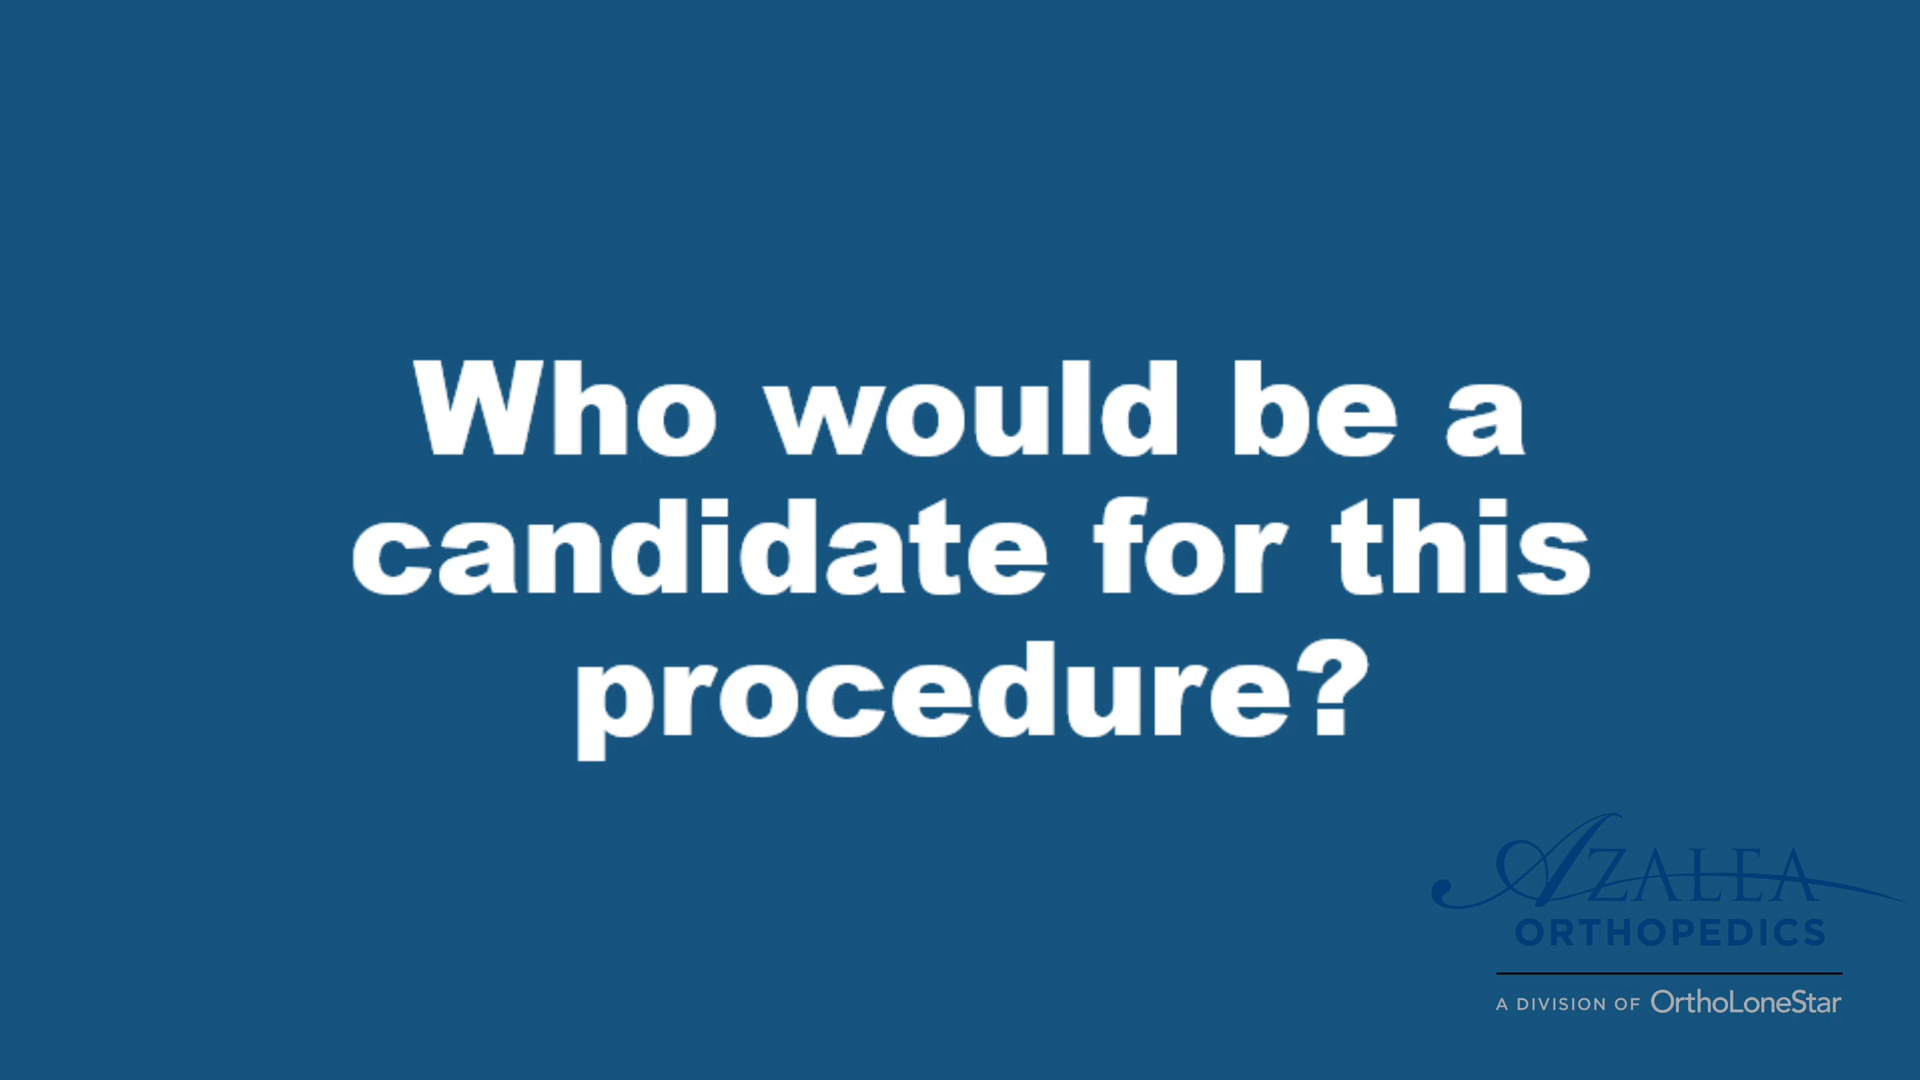 Who would be a
candidate for this
procedure?
AZALEA
ORTHOPEDICS
A DIVISION OF OrthoLoneStar